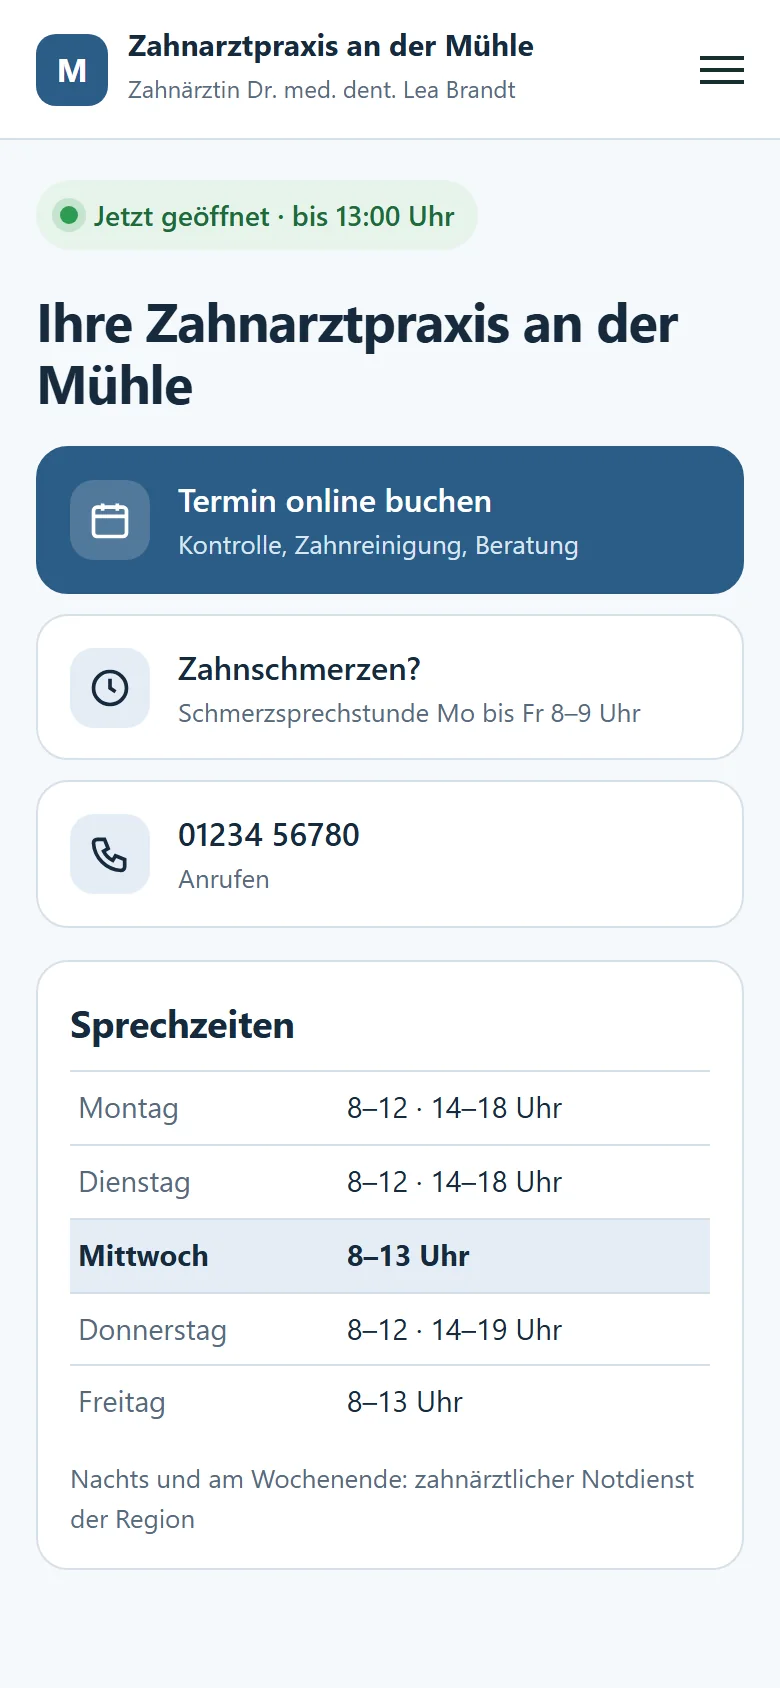 M
Zahnarztpraxis an der Mühle
Zahnärztin Dr. med. dent. Lea Brandt
Jetzt geöffnet · bis 13:00 Uhr
Ihre Zahnarztpraxis an der
Mühle
Termin online buchen
Kontrolle, Zahnreinigung, Beratung
Zahnschmerzen?
Schmerzsprechstunde Mo bis Fr 8–9 Uhr
01234 56780
Anrufen
Sprechzeiten
Montag 8–12 · 14–18 Uhr
Dienstag 8–12 · 14–18 Uhr
Mittwoch 8–13 Uhr
Donnerstag 8–12 · 14–19 Uhr
Freitag 8–13 Uhr
Nachts und am Wochenende: zahnärztlicher Notdienst
der Region